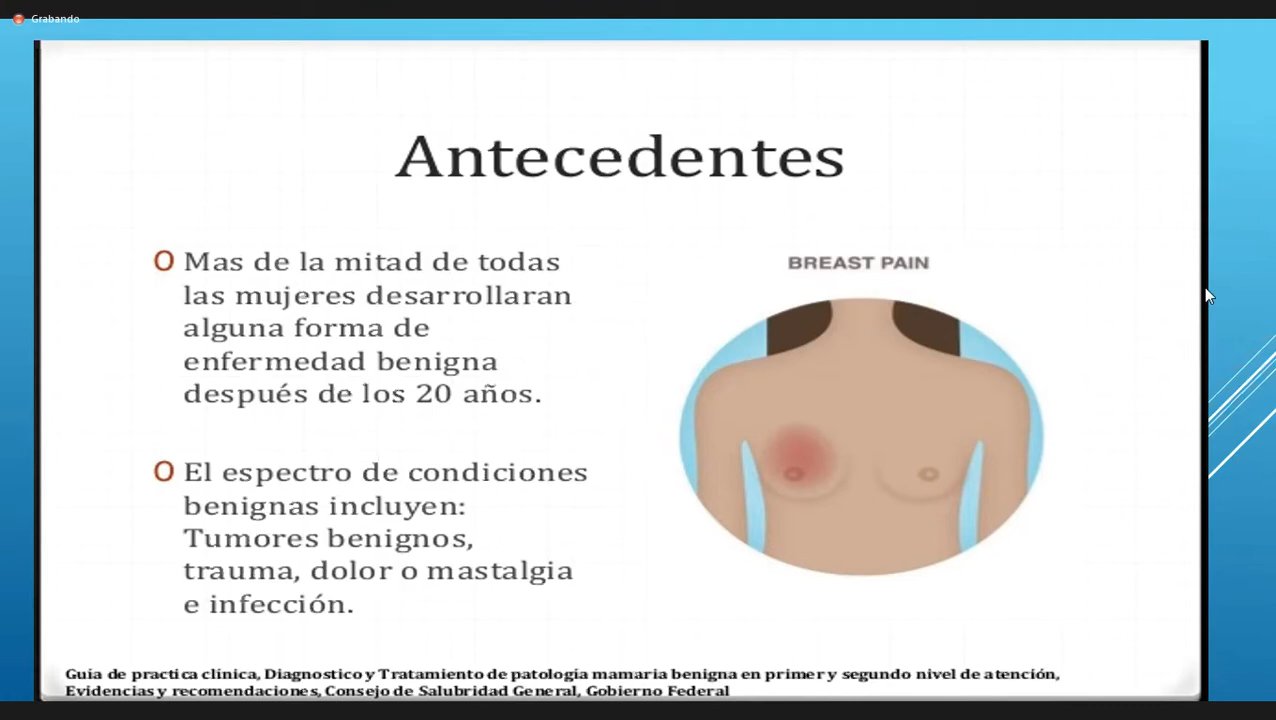 Grabando
Antecedentes
O Mas de la mitad de todas
las mujeres desarrollaran
alguna forma de
enfermedad benigna
después de los 20 años.
O El espectro de condiciones
benignas incluyen:
Tumores benignos,
trauma, dolor o mastalgia
e infección.
BREAST PAIN
Guía de practica clínica, Diagnostico y Tratamiento de patología mamaria benigna en primer y segundo nivel de atención,
Evidencias y recomendaciones, Consejo de Salubridad General, Gobierno Federal